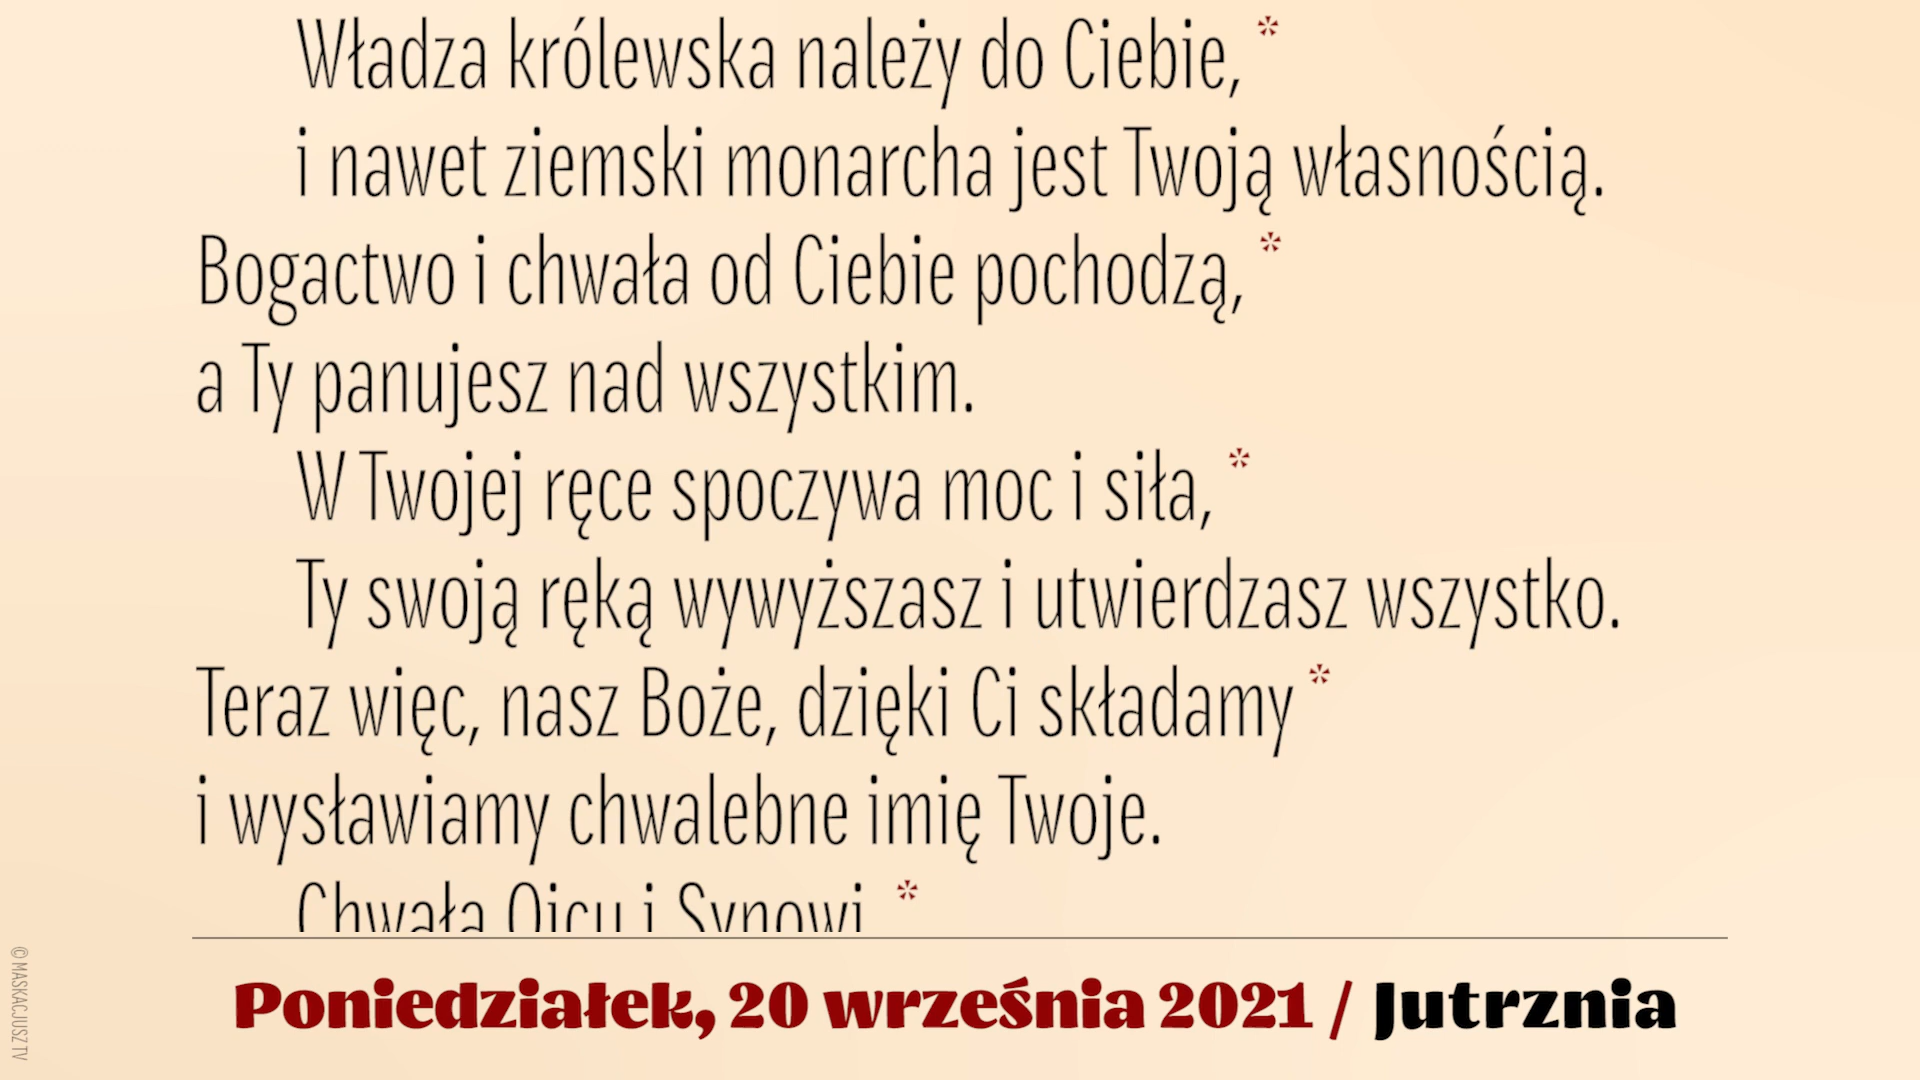 Władza królewska należy do Ciebie, *
i nawet ziemski monarcha jest Twoją własnością.
Bogactwo i chwała od Ciebie pochodzą, *
a Ty panujesz nad wszystkim.
W Twojej ręce spoczywa moc i siła, *
Ty swoją ręką wywyższasz i utwierdzasz wszystko.
Teraz więc, nasz Boże, dzięki Ci składamy *
i wysławiamy chwalebne imię Twoje.
Chwała Ojcu i Synowi *
Poniedziałek, 20 września 2021 / Jutrznia
© MASKACJUSZ TV